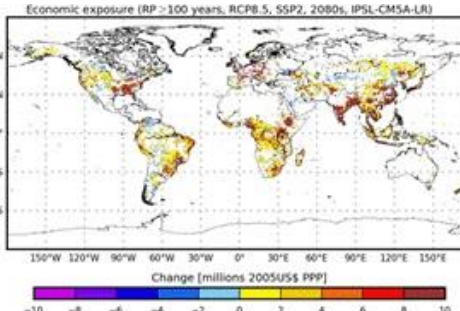 Economic exposure (RP ≥100 years, RCP8.5, SSP2, 2080s, IPSL-CM5A-LR)
150°W 120°W 90°W 60°W 30°W 0° 30°E 60°E 90°E 120°E 150°E
Change [millions 2005US$ PPP]
-10 -8 -6 -4 -2 0 2 4 6 8 10